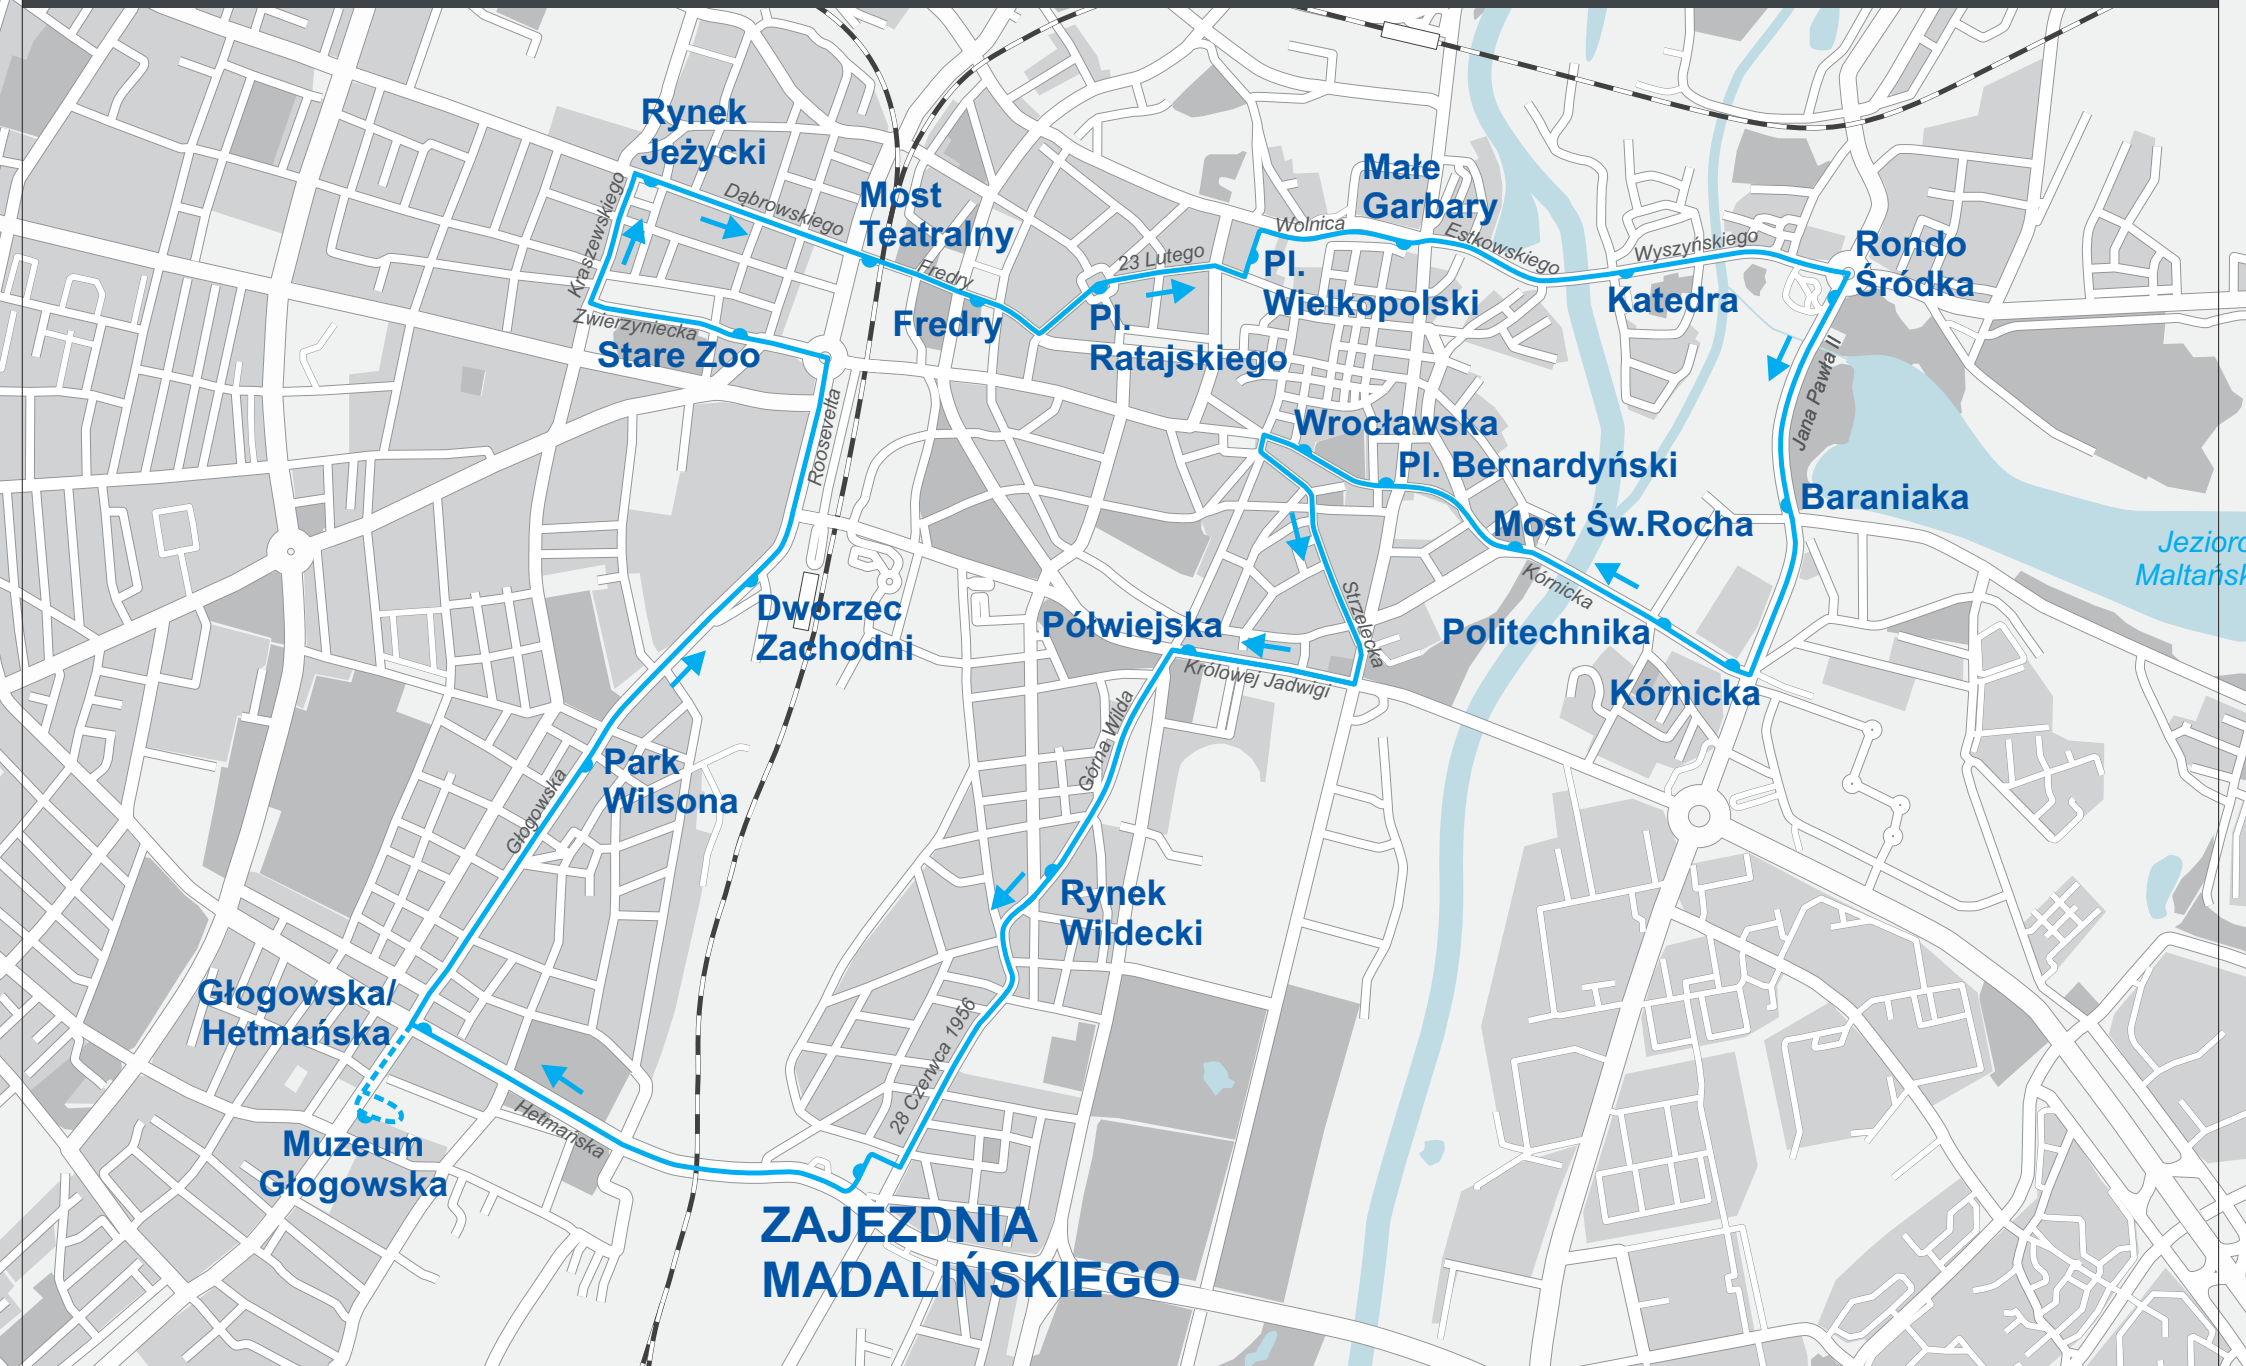 Rynek
Jeżycki
Małe
Garbary
Most
Teatralny
Kraszewskiego
Dąbrowskiego
Wolnica
Estkowskiego
Wyszyńskiego
Rondo
Śródka
23 Lutego
Fredry
Pl.
Wielkopolski
Katedra
Zwierzyniecka
Stare Zoo
Fredry
Pl.
Ratajskiego
Jana Pawła II
Roosevelta
Wrocławska
Pl. Bernardyński
Baraniaka
Most Św.Rocha
Jezioro
Maltańsk
Kórnicka
Dworzec
Zachodni
Półwiejska
Strzelecka
Politechnika
Królowej Jadwigi
Kórnicka
Górna Wilda
Park
Wilsona
Głogowska
Rynek
Wildecki
Głogowska/
Hetmańska
28 Czerwca 1956
Hetmańska
Muzeum
Głogowska
ZAJEZDNIA
MADALIŃSKIEGO